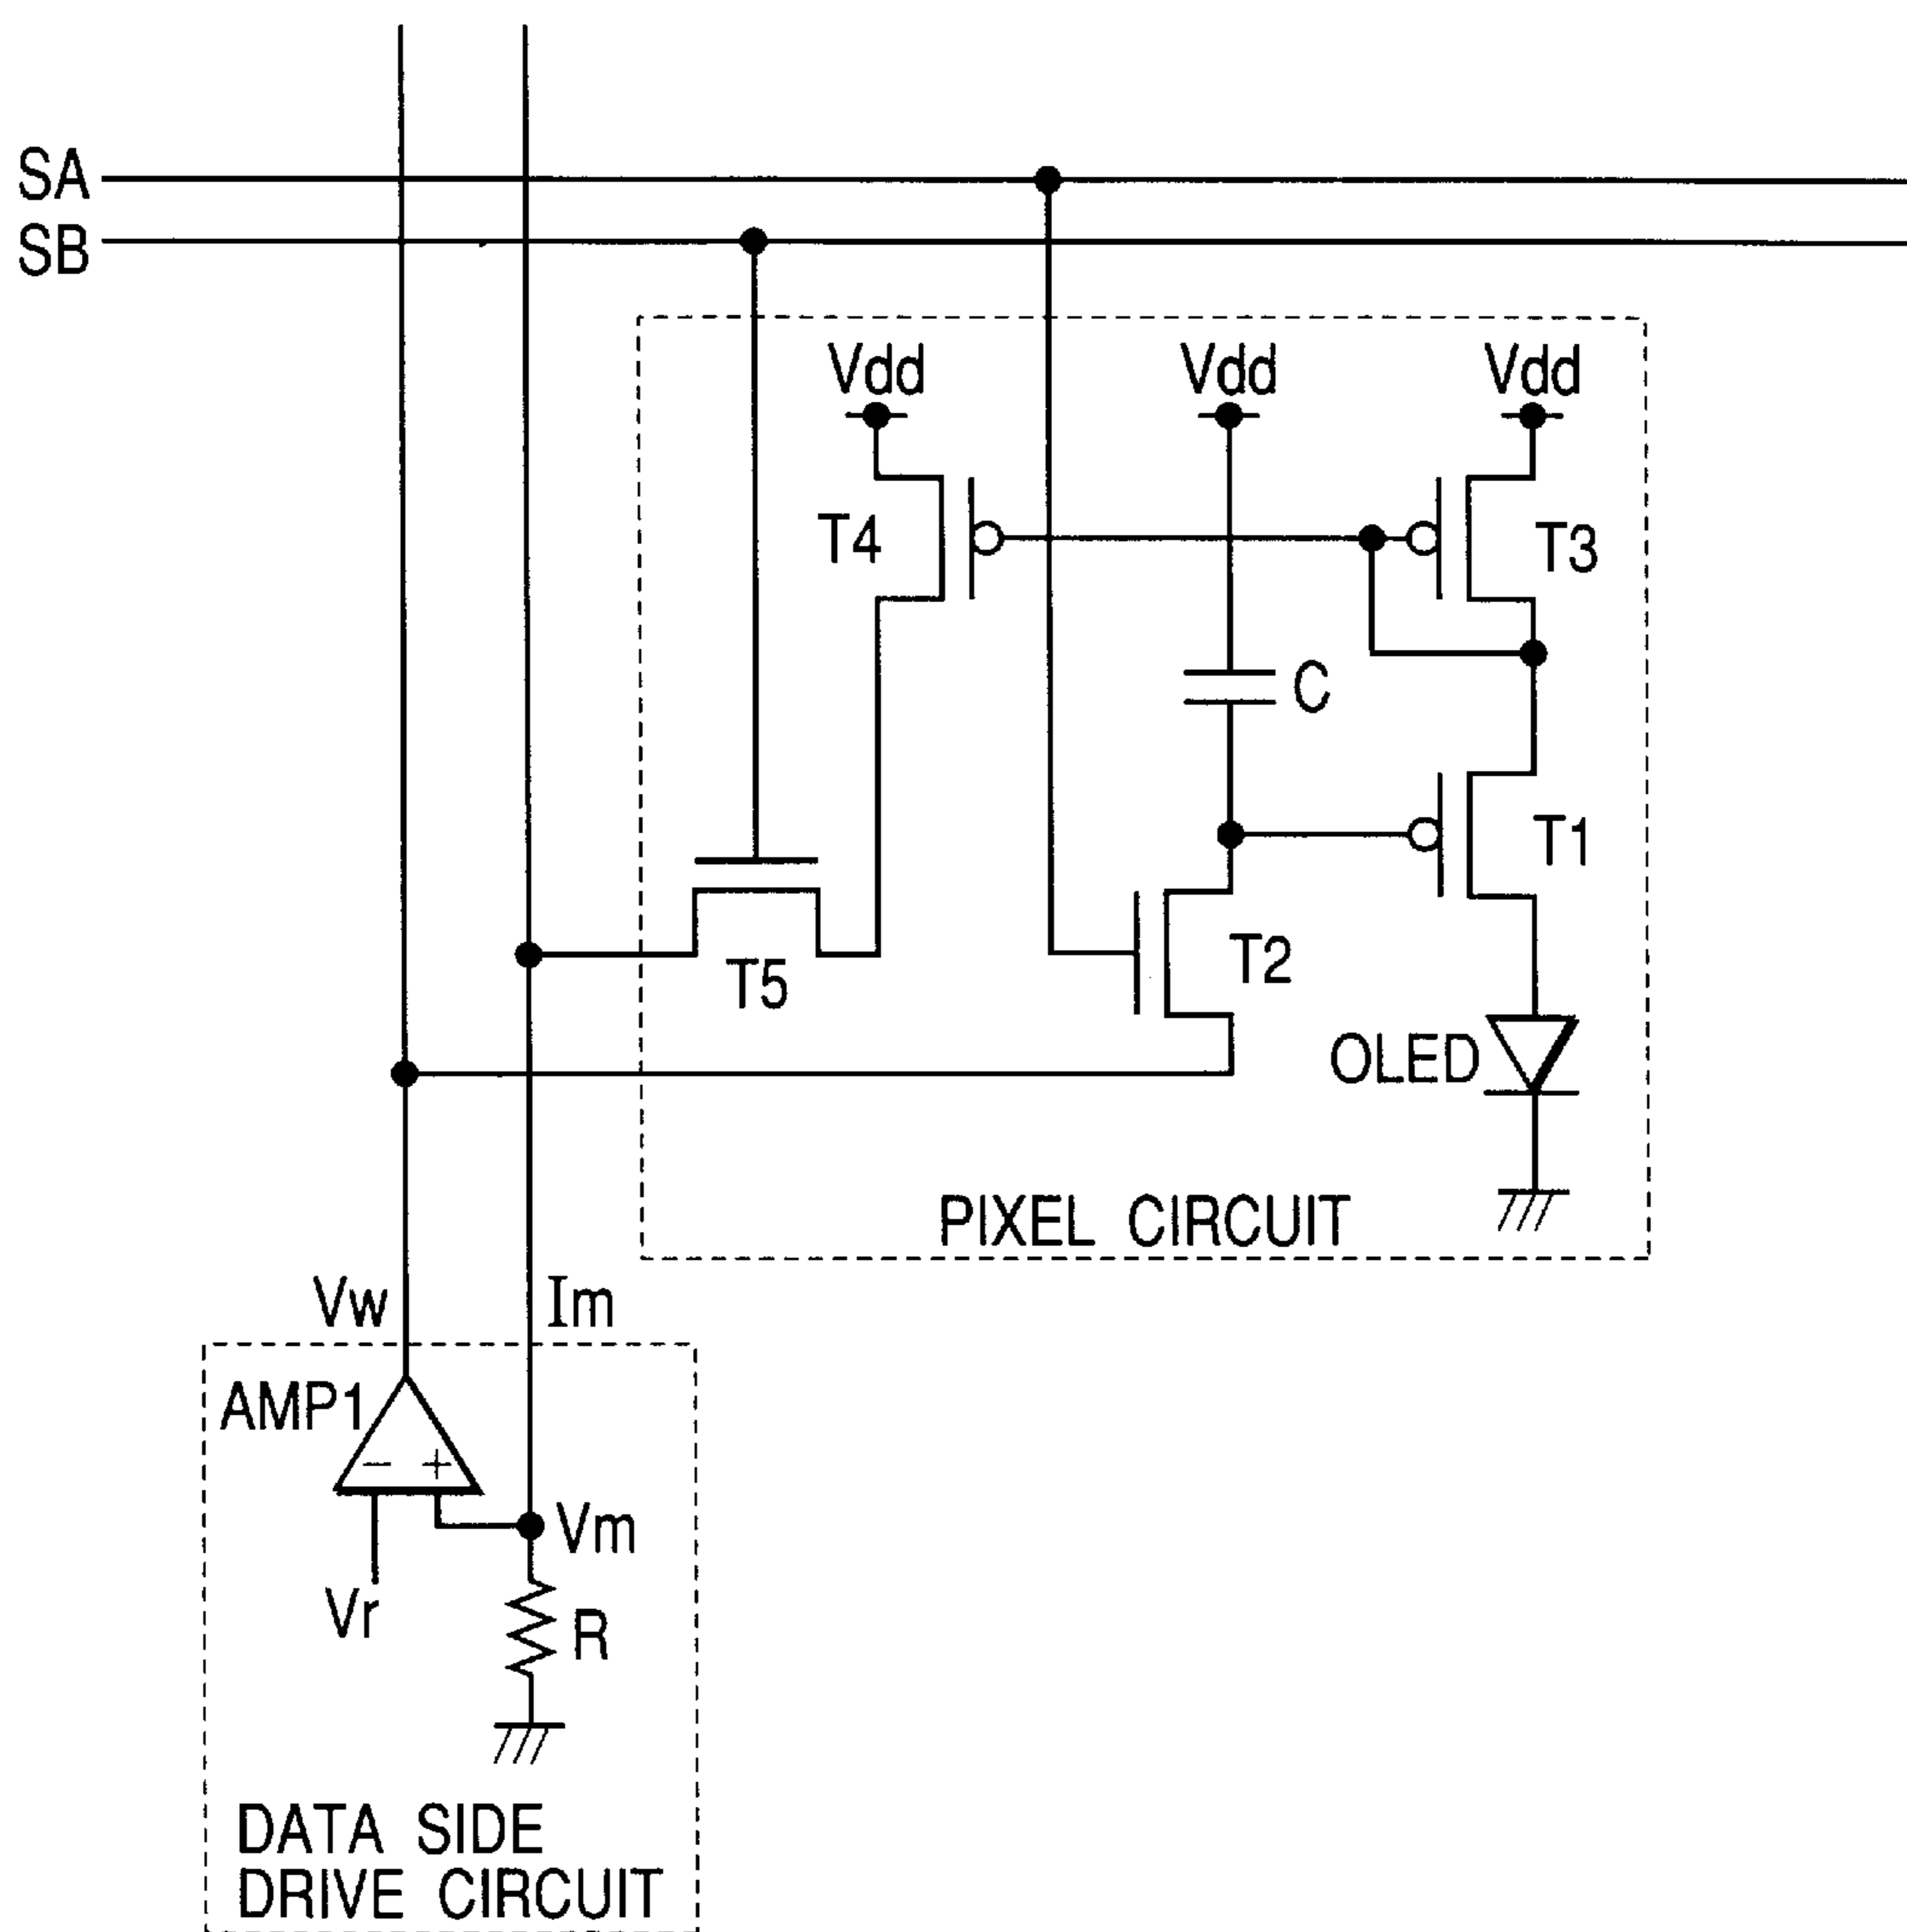 SA
SB
Vdd
Vdd
Vdd
T4
T3
C
T1
T2
T5
OLED
PIXEL CIRCUIT
Vw
Im
AMP1
− +
Vm
Vr
R
DATA SIDE
DRIVE CIRCUIT